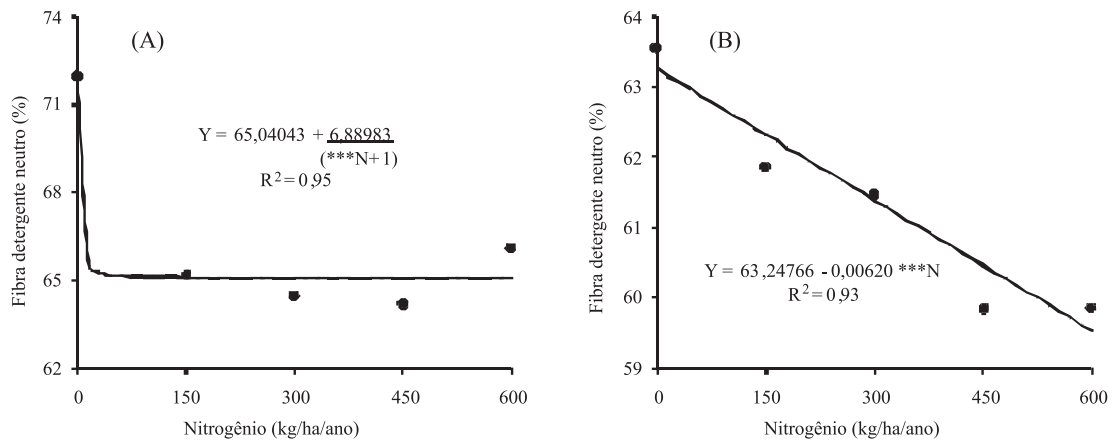 (A)
Fibra detergente neutro (%)
74
71
68
65
62
Y = 65,04043 + 6,88983
(***N+1)
R²=0,95
0 150 300 450 600
Nitrogênio (kg/ha/ano)
(B)
Fibra detergente neutro (%)
64
63
62
61
60
59
Y = 63,24766 - 0,00620 ***N
R²=0,93
0 150 300 450 600
Nitrogênio (kg/ha/ano)